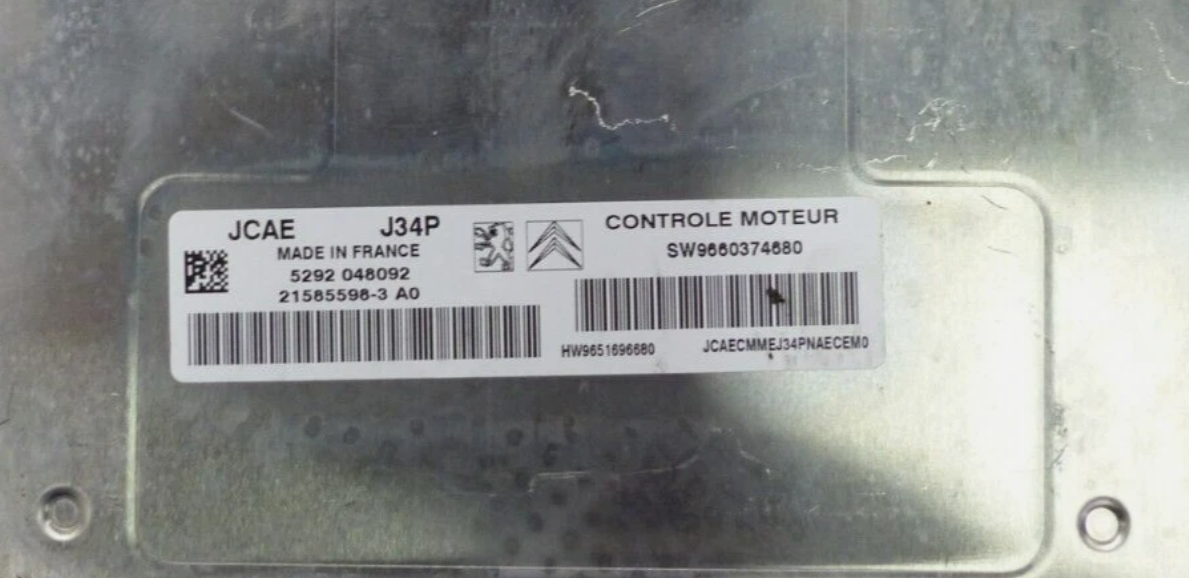 JCAE J34P
MADE IN FRANCE
5292 048092
21585598-3 A0
CONTROLE MOTEUR
SW9660374680
HW9651696680 JCAECMMEJ34PNAECEM0